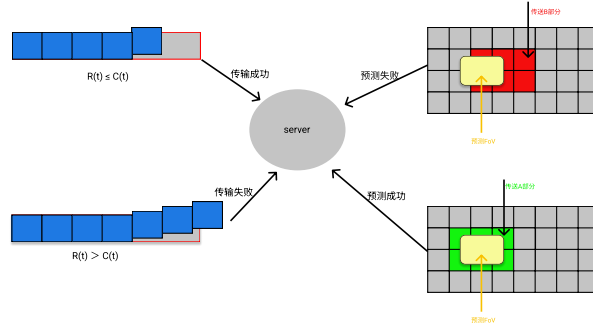 传送B部分
R(t) ≤ C(t)
传输成功
预测失败
server
预测FoV
传输失败
预测成功
传送A部分
R(t) > C(t)
预测FoV